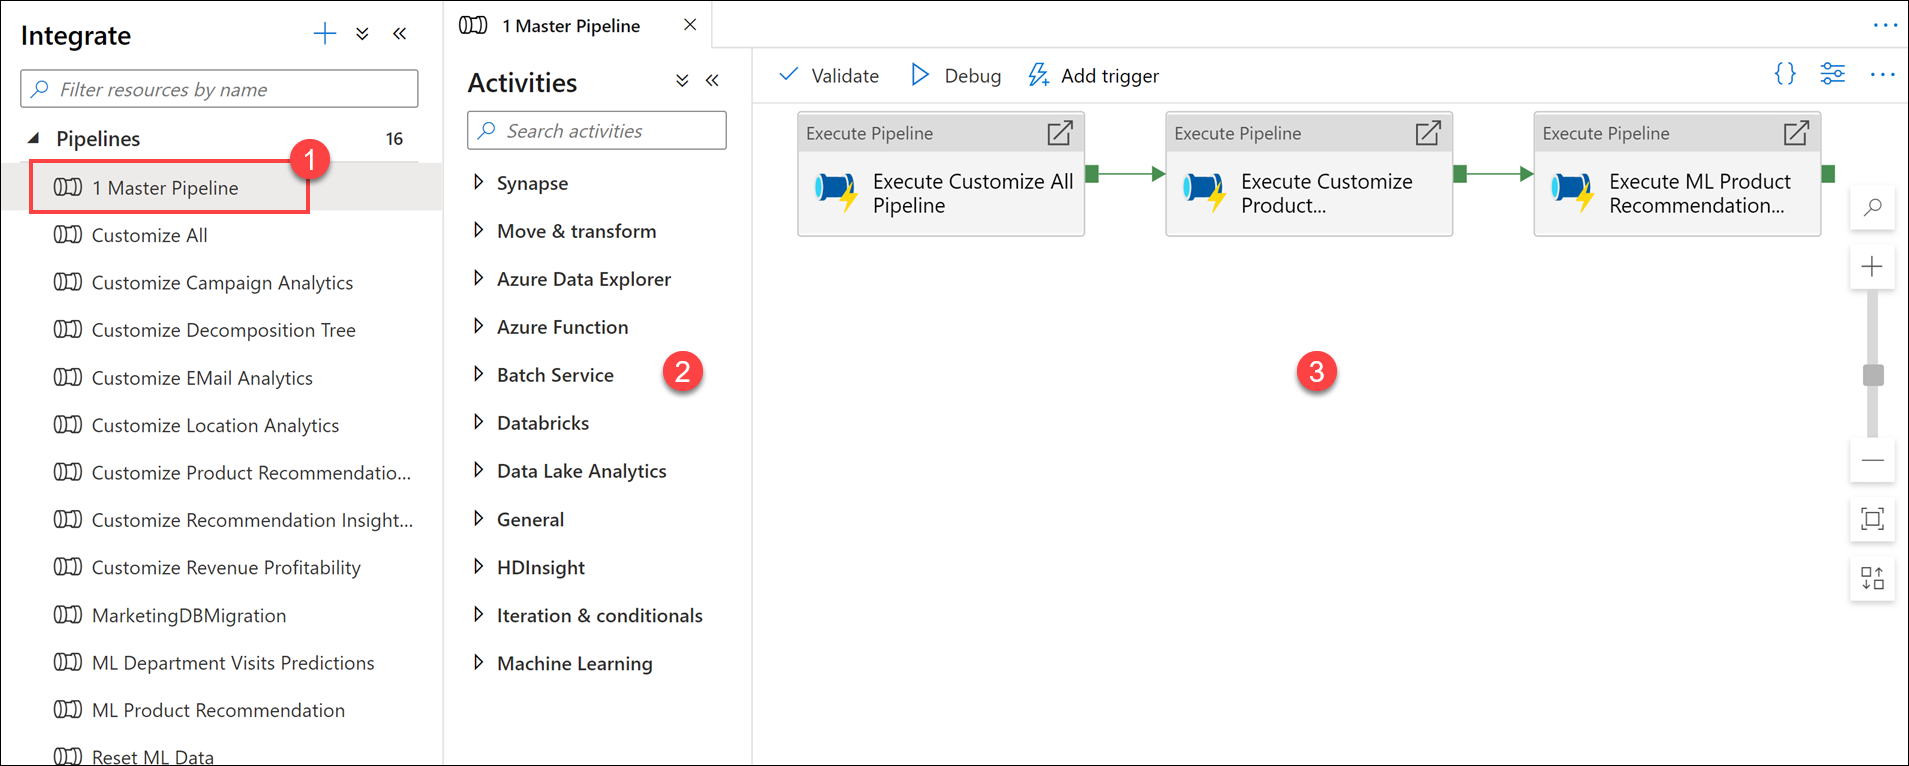 Integrate
Filter resources by name
Pipelines 16
1
1 Master Pipeline
Customize All
Customize Campaign Analytics
Customize Decomposition Tree
Customize EMail Analytics
Customize Location Analytics
Customize Product Recommendatio...
Customize Recommendation Insight...
Customize Revenue Profitability
MarketingDBMigration
ML Department Visits Predictions
ML Product Recommendation
Reset ML Data
1 Master Pipeline
Activities
Search activities
Synapse
Move & transform
Azure Data Explorer
Azure Function
Batch Service
2
Databricks
Data Lake Analytics
General
HDInsight
Iteration & conditionals
Machine Learning
Validate Debug Add trigger
Execute Pipeline
Execute Customize All
Pipeline
Execute Pipeline
Execute Customize
Product...
Execute Pipeline
Execute ML Product
Recommendation...
3